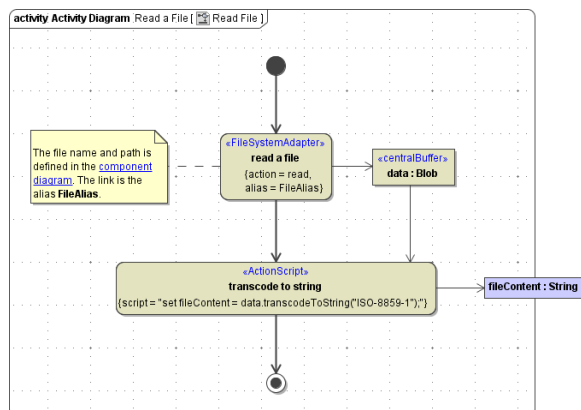 activity Activity Diagram Read a File [ Read File ]
The file name and path is
defined in the component
diagram. The link is the
alias FileAlias.
«FileSystemAdapter»
read a file
{action = read,
alias = FileAlias}
«centralBuffer»
data : Blob
«ActionScript»
transcode to string
{script = "set fileContent = data.transcodeToString("ISO-8859-1");"}
fileContent : String